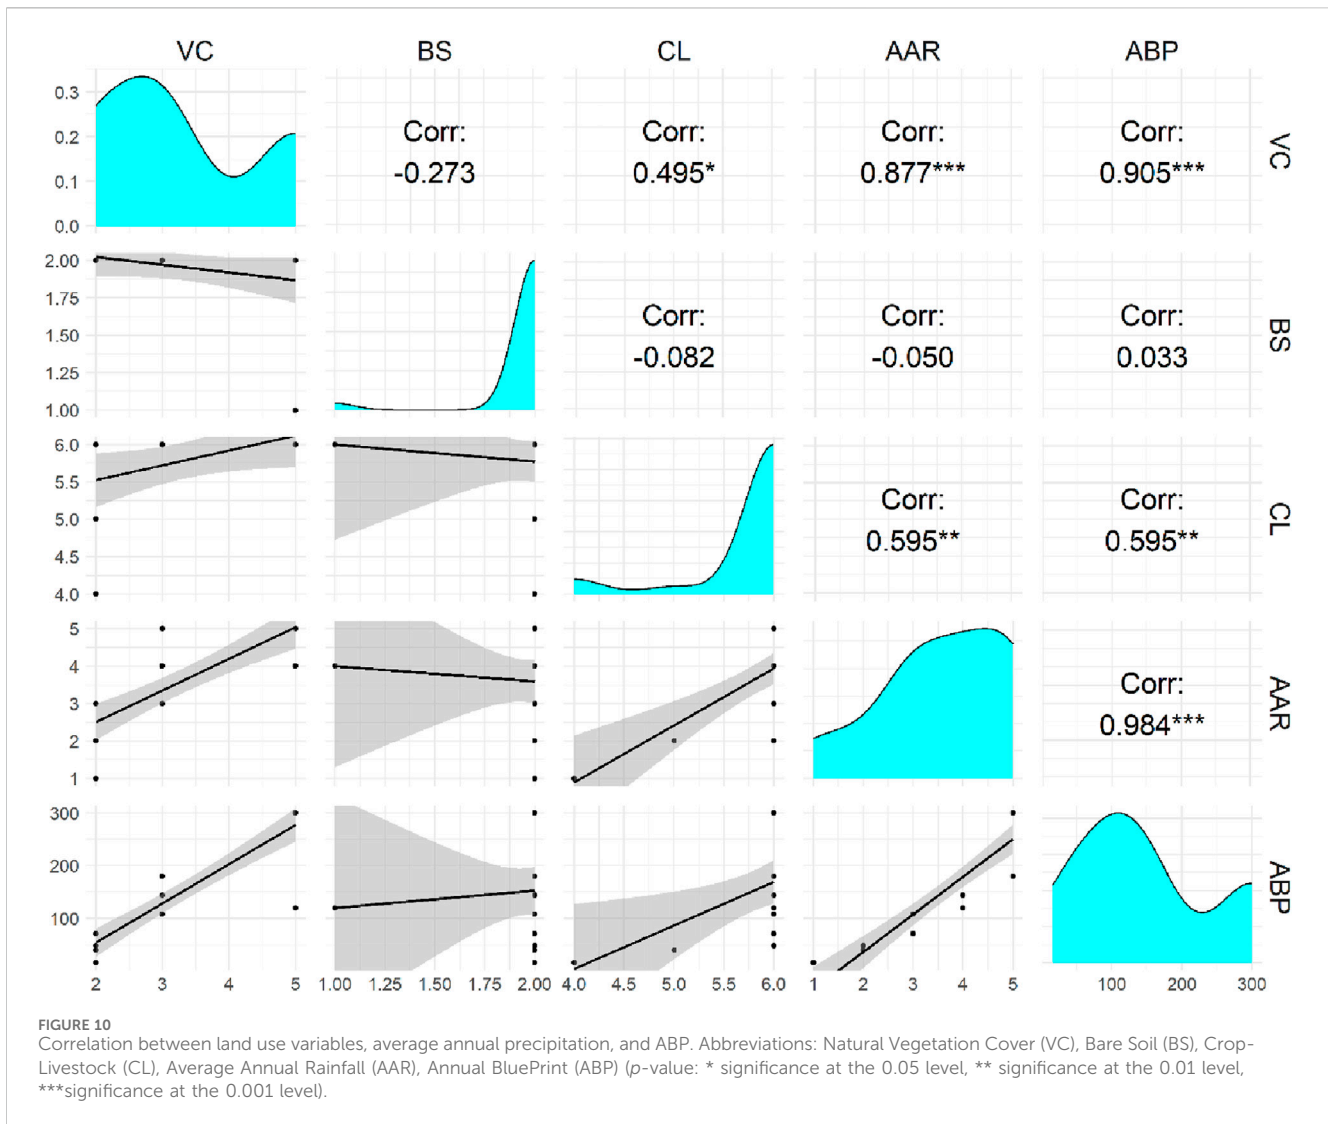 VC BS CL AAR ABP
0.3
0.2
0.1
0.0
Corr:
-0.273
Corr:
0.495*
Corr:
0.877***
Corr:
0.905***
VC
2.00
1.75
1.50
1.25
1.00
Corr:
-0.082
Corr:
-0.050
Corr:
0.033
BS
6.0
5.5
5.0
4.5
4.0
Corr:
0.595**
Corr:
0.595**
CL
5
4
3
2
1
Corr:
0.984***
AAR
300
200
100
ABP
2 3 4 5 1.00 1.25 1.50 1.75 2.00 4.0 4.5 5.0 5.5 6.0 1 2 3 4 5 100 200 300
FIGURE 10
Correlation between land use variables, average annual precipitation, and ABP. Abbreviations: Natural Vegetation Cover (VC), Bare Soil (BS), Crop-
Livestock (CL), Average Annual Rainfall (AAR), Annual BluePrint (ABP) (p-value: * significance at the 0.05 level, ** significance at the 0.01 level,
***significance at the 0.001 level).